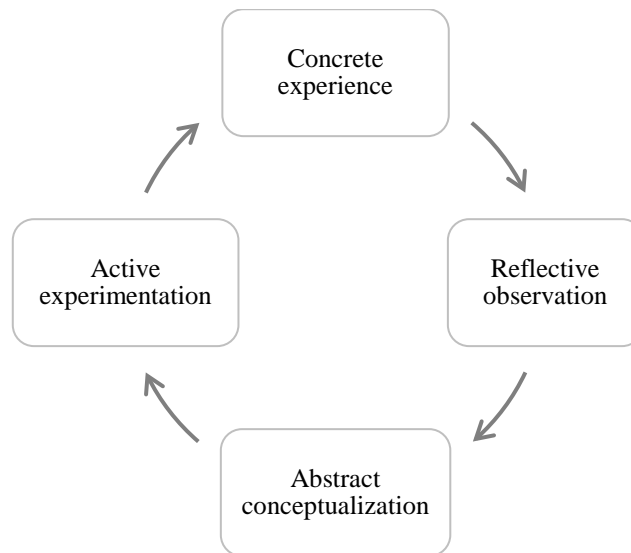 Concrete
experience
Reflective
observation
Abstract
conceptualization
Active
experimentation